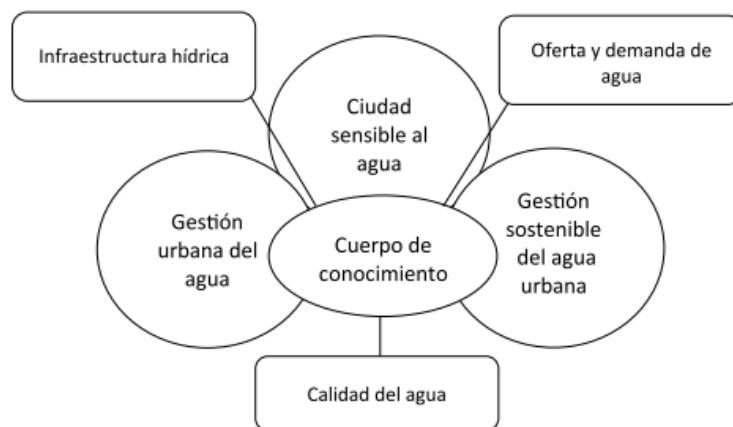 Infraestructura hídrica
Oferta y demanda de
agua
Ciudad
sensible al
agua
Gestión
urbana del
agua
Cuerpo de
conocimiento
Gestión
sostenible
del agua
urbana
Calidad del agua